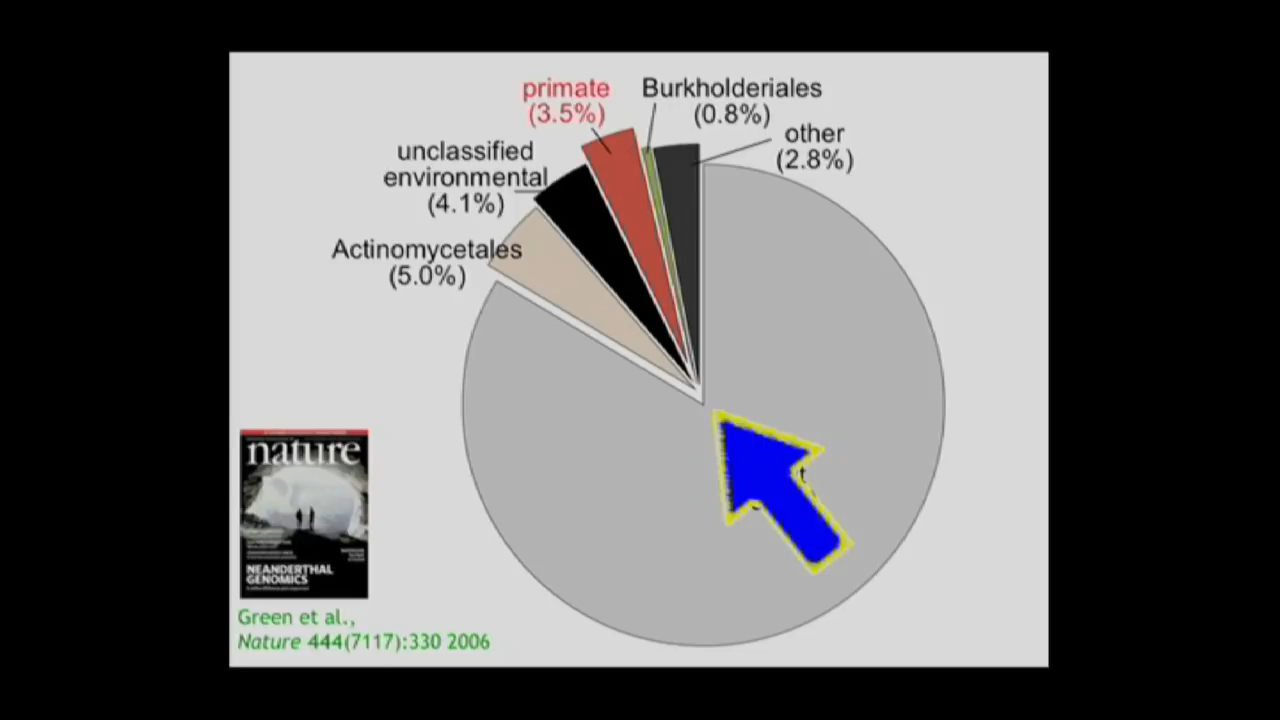 primate
(3.5%)
Burkholderiales
(0.8%)
other
(2.8%)
unclassified
environmental
(4.1%)
Actinomycetales
(5.0%)
nature
NEANDERTHAL
GENOMICS
Green et al.,
Nature 444(7117):330 2006